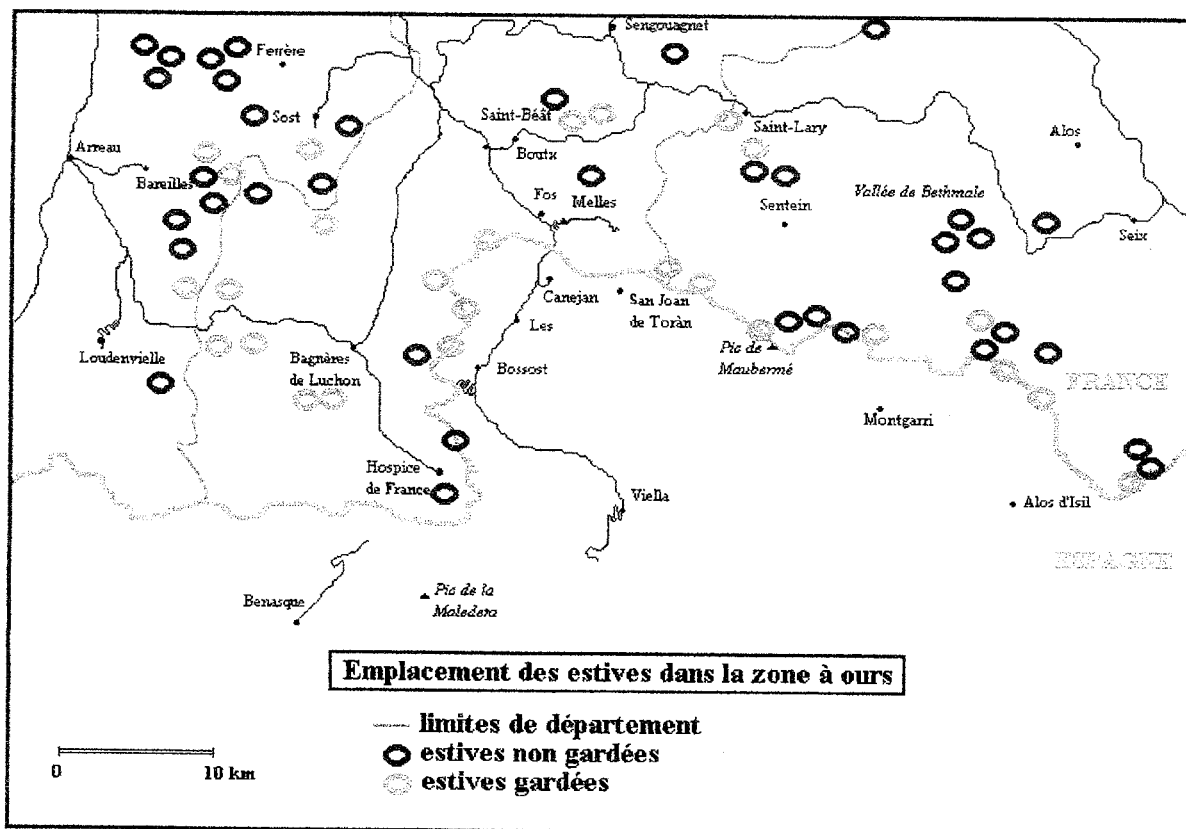 Sengouagnet
Ferrère
Saint-Béat
Sost
Saint-Lary
Arreau
Boutx
Alos
Bareilles
Vallée de Bethmale
Fos
Melles
Sentein
Seix
Canejan
San Joan
de Toràn
Les
Loudenvielle
Bagnères
de Luchon
Bossost
Pic de
Maubermé
FRANCE
Montgarri
Hospice
de France
Viella
Alos d'Isil
ESPAGNE
Benasque
Pic de la
Maledera
Emplacement des estives dans la zone à ours
limites de département
estives non gardées
estives gardées
0 10 km